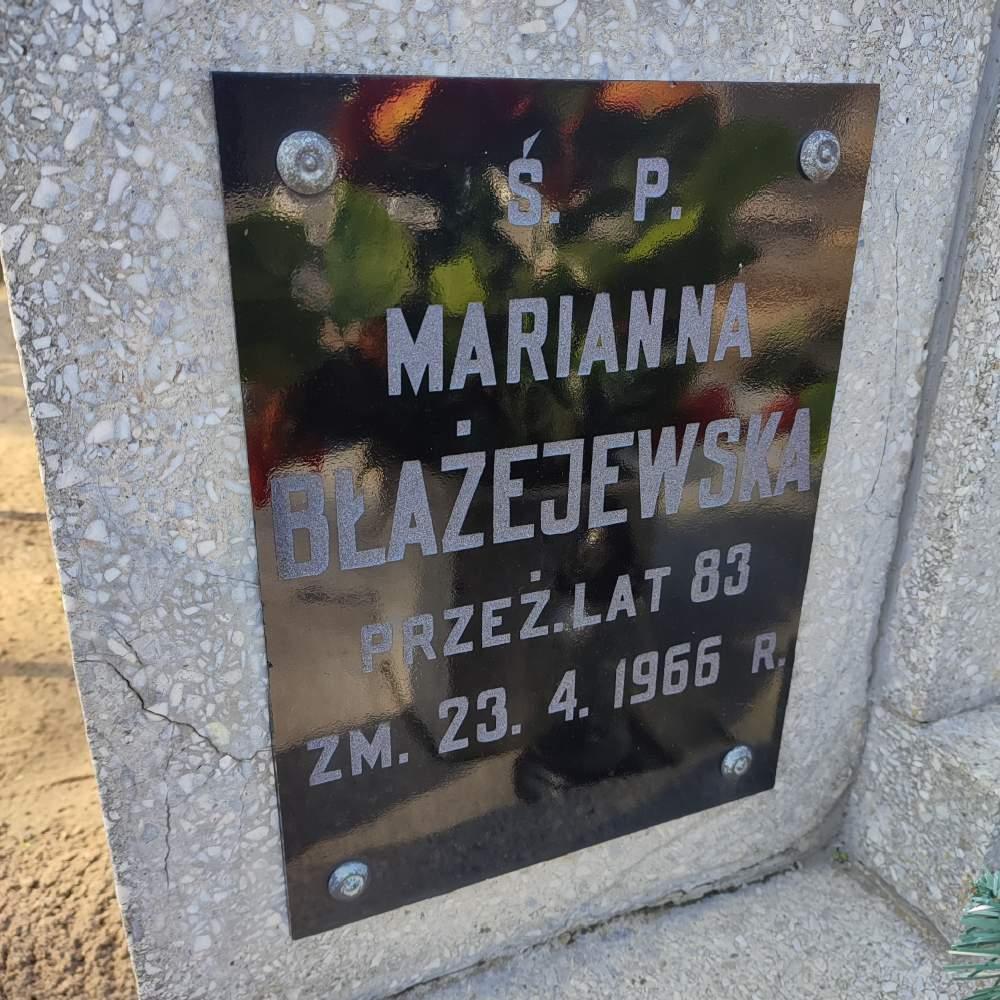 Ś. P.
MARIANNA
BŁAŻEJEWSKA
PRZEŻ. LAT 83
ZM. 23. 4. 1966 R.